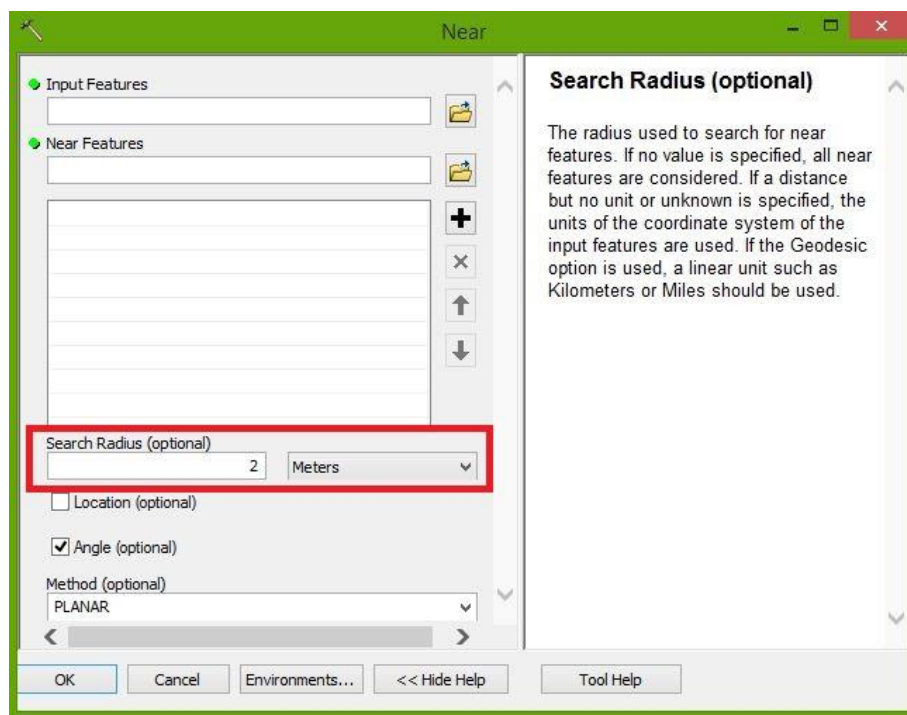 Near
Input Features
Near Features
Search Radius (optional)
2 Meters
Location (optional)
Angle (optional)
Method (optional)
PLANAR
Search Radius (optional)
The radius used to search for near
features. If no value is specified, all near
features are considered. If a distance
but no unit or unknown is specified, the
units of the coordinate system of the
input features are used. If the Geodesic
option is used, a linear unit such as
Kilometers or Miles should be used.
OK Cancel Environments... << Hide Help Tool Help